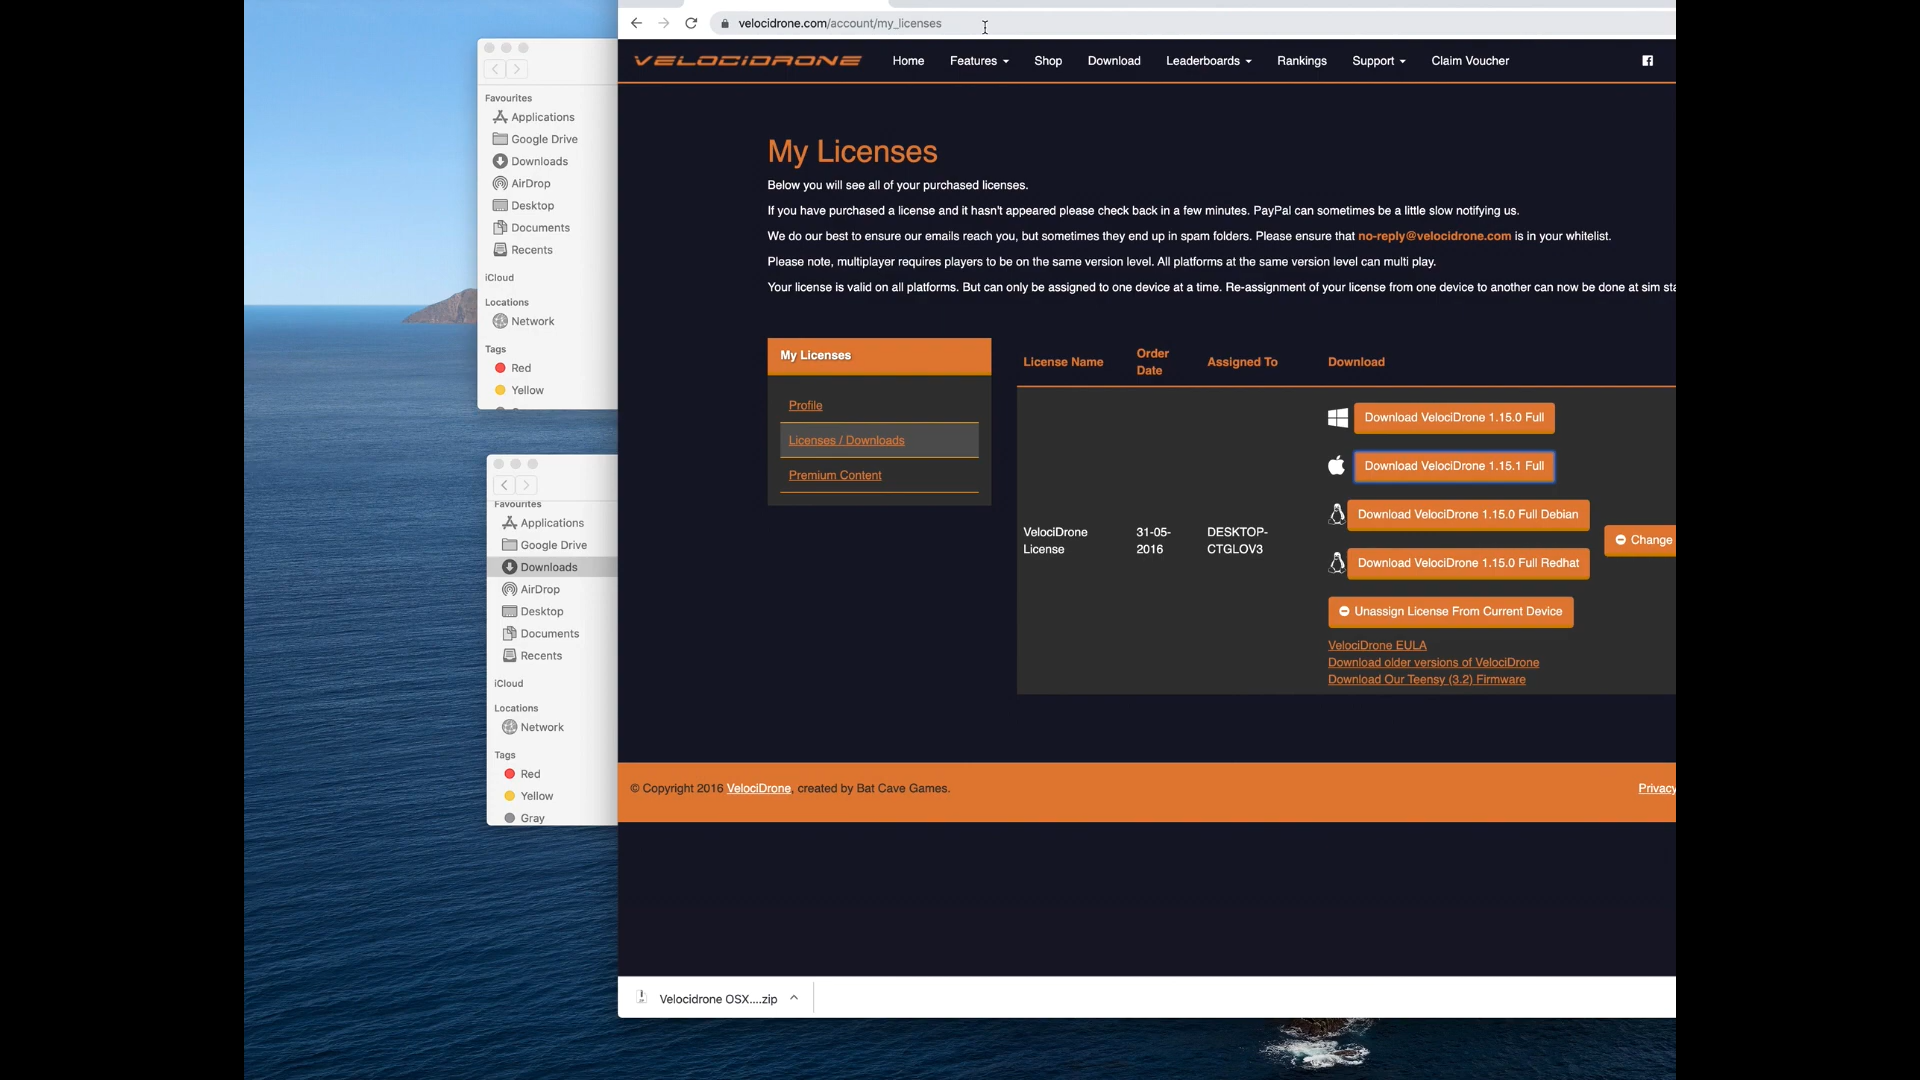 velocidrone.com/account/my_licenses
VELOCIDRONE
Home
Features
Shop
Download
Leaderboards
Rankings
Support
Claim Voucher
Favourites
Applications
Google Drive
Downloads
AirDrop
Desktop
Documents
Recents
iCloud
Locations
Network
Tags
Red
Yellow
Favourites
Applications
Google Drive
Downloads
AirDrop
Desktop
Documents
Recents
iCloud
Locations
Network
Tags
Red
Yellow
Gray
My Licenses
Below you will see all of your purchased licenses.
If you have purchased a license and it hasn't appeared please check back in a few minutes. PayPal can sometimes be a little slow notifying us.
We do our best to ensure our emails reach you, but sometimes they end up in spam folders. Please ensure that no-reply@velocidrone.com is in your whitelist.
Please note, multiplayer requires players to be on the same version level. All platforms at the same version level can multi play.
Your license is valid on all platforms. But can only be assigned to one device at a time. Re-assignment of your license from one device to another can now be done at sim sta
My Licenses
Profile
Licenses / Downloads
Premium Content
License Name
Order
Date
Assigned To
Download
VelociDrone
License
31-05-
2016
DESKTOP-
CTGLOV3
Download VelociDrone 1.15.0 Full
Download VelociDrone 1.15.1 Full
Download VelociDrone 1.15.0 Full Debian
Download VelociDrone 1.15.0 Full Redhat
Unassign License From Current Device
VelociDrone EULA
Download older versions of VelociDrone
Download Our Teensy (3.2) Firmware
Change
© Copyright 2016 VelociDrone, created by Bat Cave Games.
Privacy
Velocidrone OSX....zip